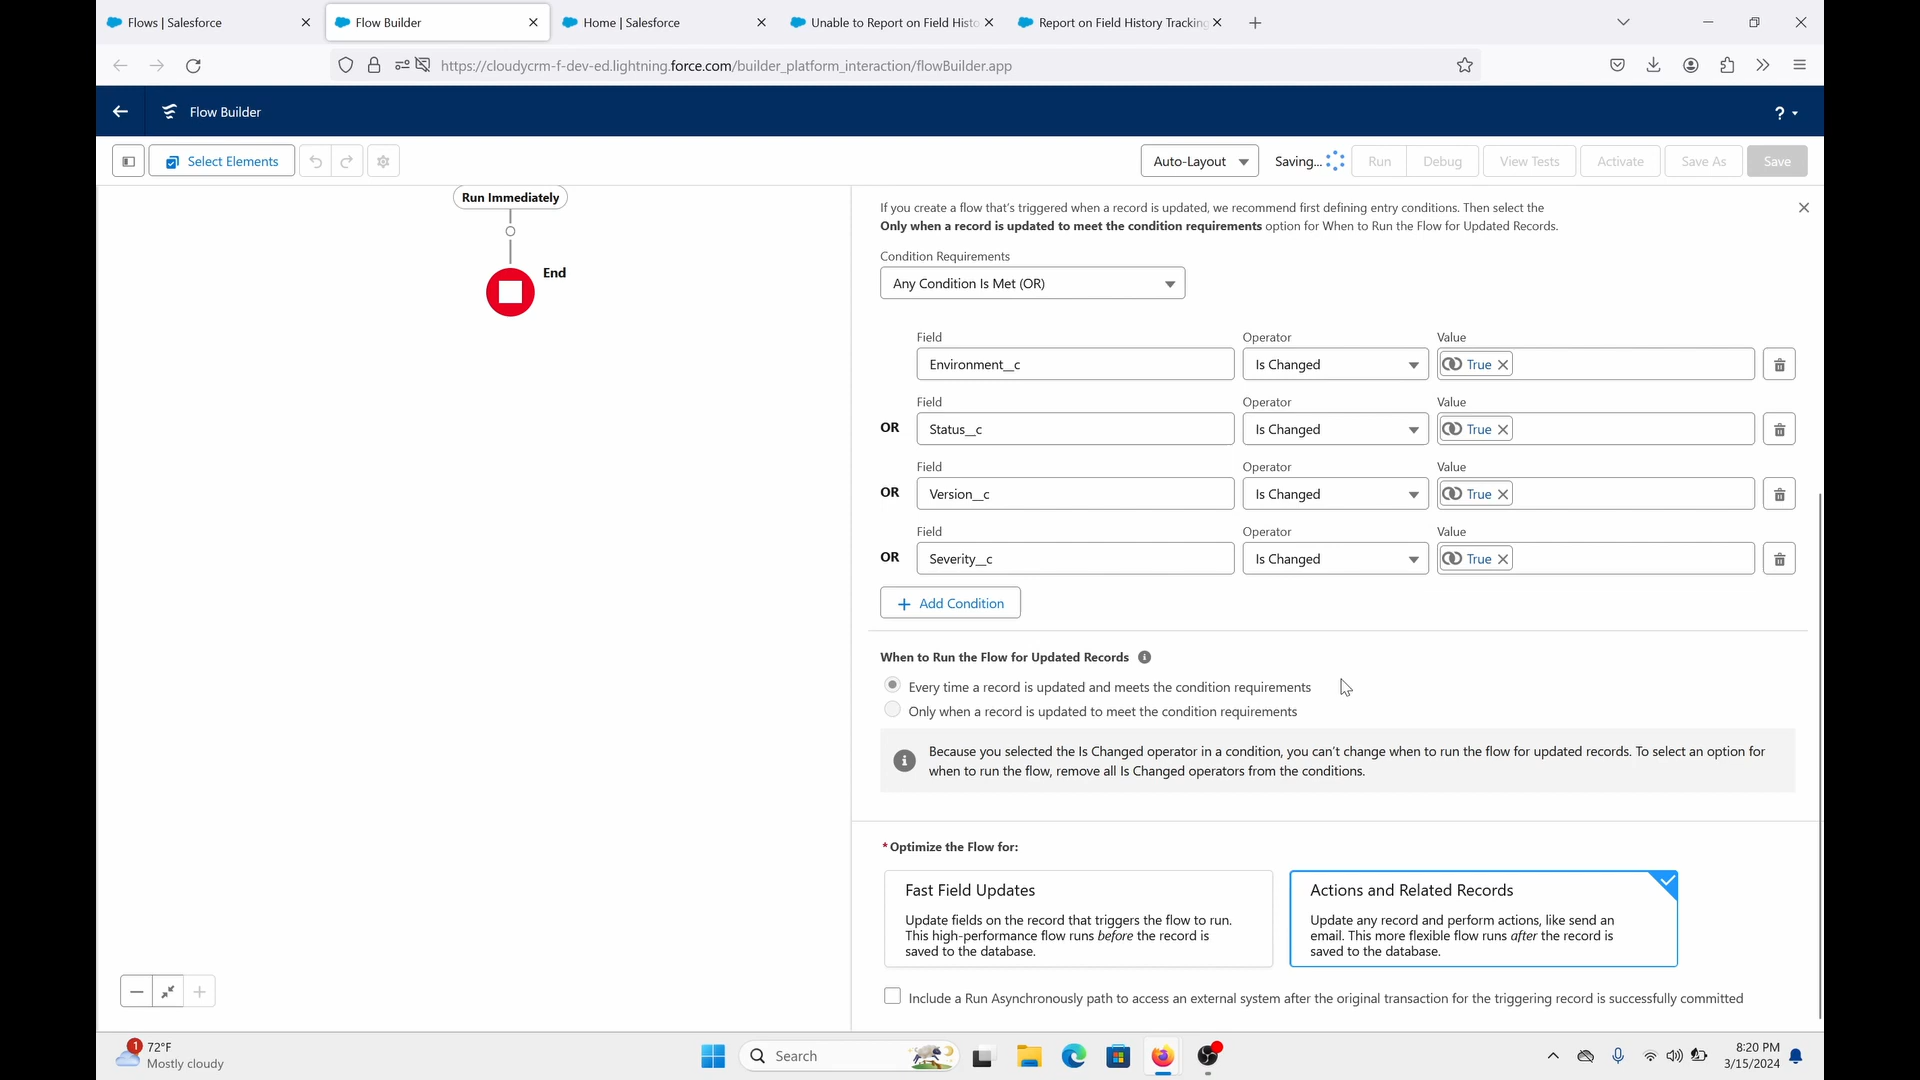 Flows | Salesforce
Flow Builder
Home | Salesforce
Unable to Report on Field Histo
Report on Field History Tracking
https://cloudycrm-f-dev-ed.lightning.force.com/builder_platform_interaction/flowBuilder.app
Flow Builder
?
Select Elements
Auto-Layout
Saving...
Run
Debug
View Tests
Activate
Save As
Save
Run Immediately
End
If you create a flow that's triggered when a record is updated, we recommend first defining entry conditions. Then select the
Only when a record is updated to meet the condition requirements option for When to Run the Flow for Updated Records.
Condition Requirements
Any Condition Is Met (OR)
Field Operator Value
Environment__c Is Changed True
Field Operator Value
OR Status__c Is Changed True
Field Operator Value
OR Version__c Is Changed True
Field Operator Value
OR Severity__c Is Changed True
Add Condition
When to Run the Flow for Updated Records
Every time a record is updated and meets the condition requirements
Only when a record is updated to meet the condition requirements
Because you selected the Is Changed operator in a condition, you can't change when to run the flow for updated records. To select an option for
when to run the flow, remove all Is Changed operators from the conditions.
*Optimize the Flow for:
Fast Field Updates
Update fields on the record that triggers the flow to run.
This high-performance flow runs before the record is
saved to the database.
Actions and Related Records
Update any record and perform actions, like send an
email. This more flexible flow runs after the record is
saved to the database.
Include a Run Asynchronously path to access an external system after the original transaction for the triggering record is successfully committed
1
72°F
Mostly cloudy
Search
8:20 PM
3/15/2024